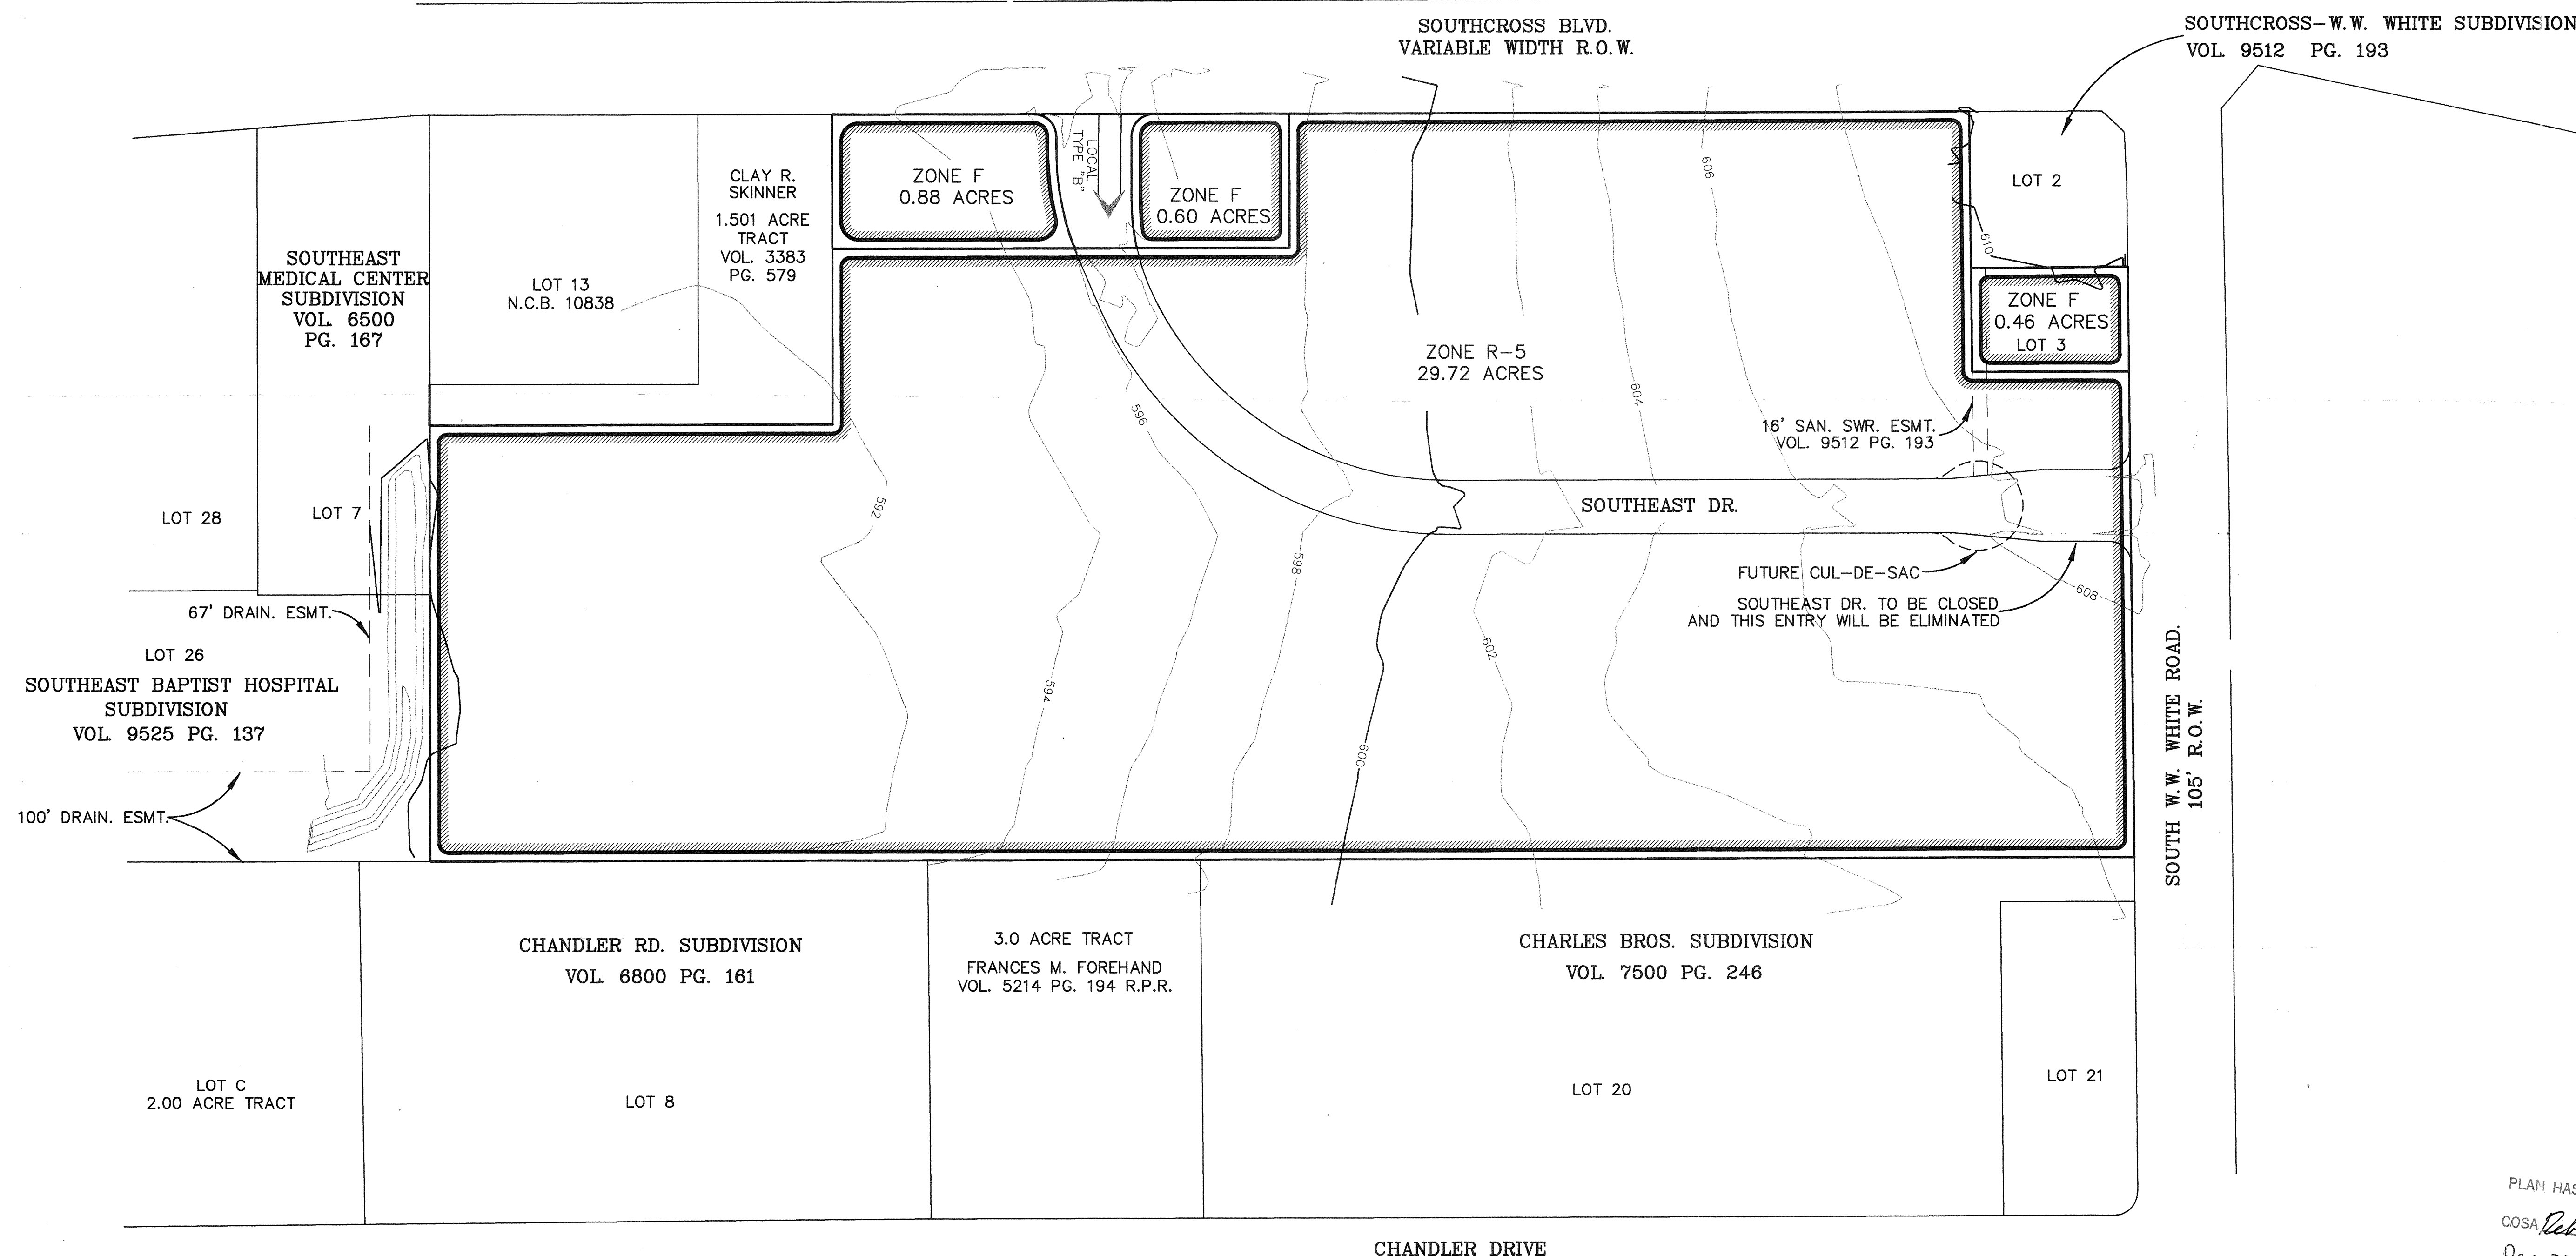 SOUTHCROSS BLVD.
VARIABLE WIDTH R.O.W.
SOUTHCROSS-W.W. WHITE SUBDIVISION
VOL. 9512 PG. 193
LOCAL
TYPE "B"
ZONE F
0.88 ACRES
ZONE F
0.60 ACRES
606
LOT 2
610
CLAY R.
SKINNER
1.501 ACRE
TRACT
VOL. 3383
PG. 579
SOUTHEAST
MEDICAL CENTER
SUBDIVISION
VOL. 6500
PG. 167
LOT 13
N.C.B. 10838
ZONE F
0.46 ACRES
LOT 3
ZONE R-5
29.72 ACRES
604
596
16' SAN. SWR. ESMT.
VOL. 9512 PG. 193
592
SOUTHEAST DR.
LOT 28
LOT 7
598
FUTURE CUL-DE-SAC
608
SOUTHEAST DR. TO BE CLOSED
AND THIS ENTRY WILL BE ELIMINATED
67' DRAIN. ESMT.
602
LOT 26
SOUTHEAST BAPTIST HOSPITAL
SUBDIVISION
VOL. 9525 PG. 137
594
600
SOUTH W.W. WHITE ROAD.
105' R.O.W.
100' DRAIN. ESMT.
CHANDLER RD. SUBDIVISION
VOL. 6800 PG. 161
3.0 ACRE TRACT
FRANCES M. FOREHAND
VOL. 5214 PG. 194 R.P.R.
CHARLES BROS. SUBDIVISION
VOL. 7500 PG. 246
LOT C
2.00 ACRE TRACT
LOT 8
LOT 20
LOT 21
PLAN HAS
COSA
CHANDLER DRIVE